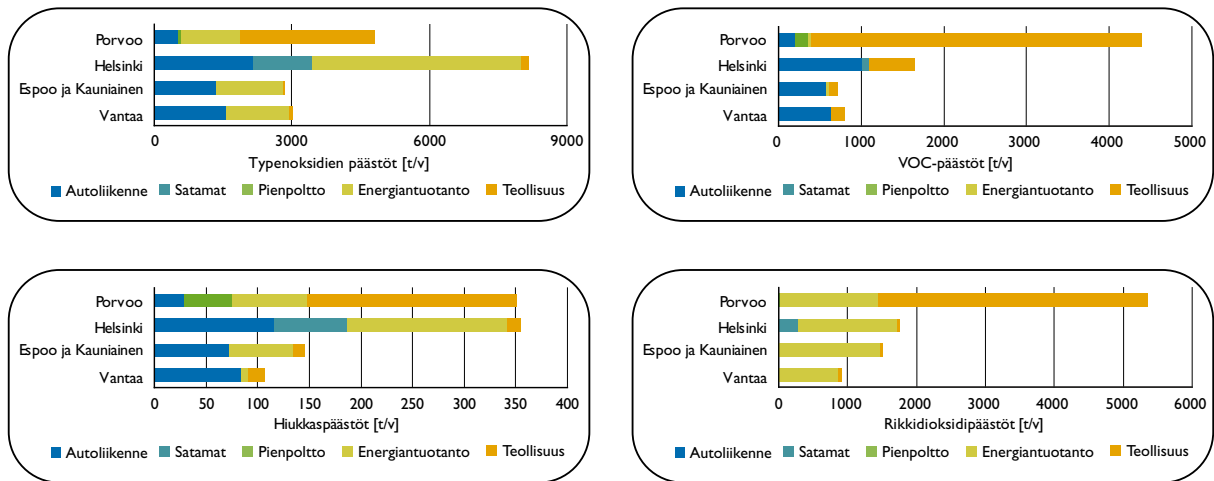 Porvoo
Helsinki
Espoo ja Kauniainen
Vantaa
0 3000 6000 9000
Typenoksidien päästöt [t/v]
Autoliikenne Satamat Pienpoltto Energiantuotanto Teollisuus
Porvoo
Helsinki
Espoo ja Kauniainen
Vantaa
0 1000 2000 3000 4000 5000
VOC-päästöt [t/v]
Autoliikenne Satamat Pienpoltto Energiantuotanto Teollisuus
Porvoo
Helsinki
Espoo ja Kauniainen
Vantaa
0 50 100 150 200 250 300 350 400
Hiukkaspäästöt [t/v]
Autoliikenne Satamat Pienpoltto Energiantuotanto Teollisuus
Porvoo
Helsinki
Espoo ja Kauniainen
Vantaa
0 1000 2000 3000 4000 5000 6000
Rikkidioksidipäästöt [t/v]
Autoliikenne Satamat Pienpoltto Energiantuotanto Teollisuus